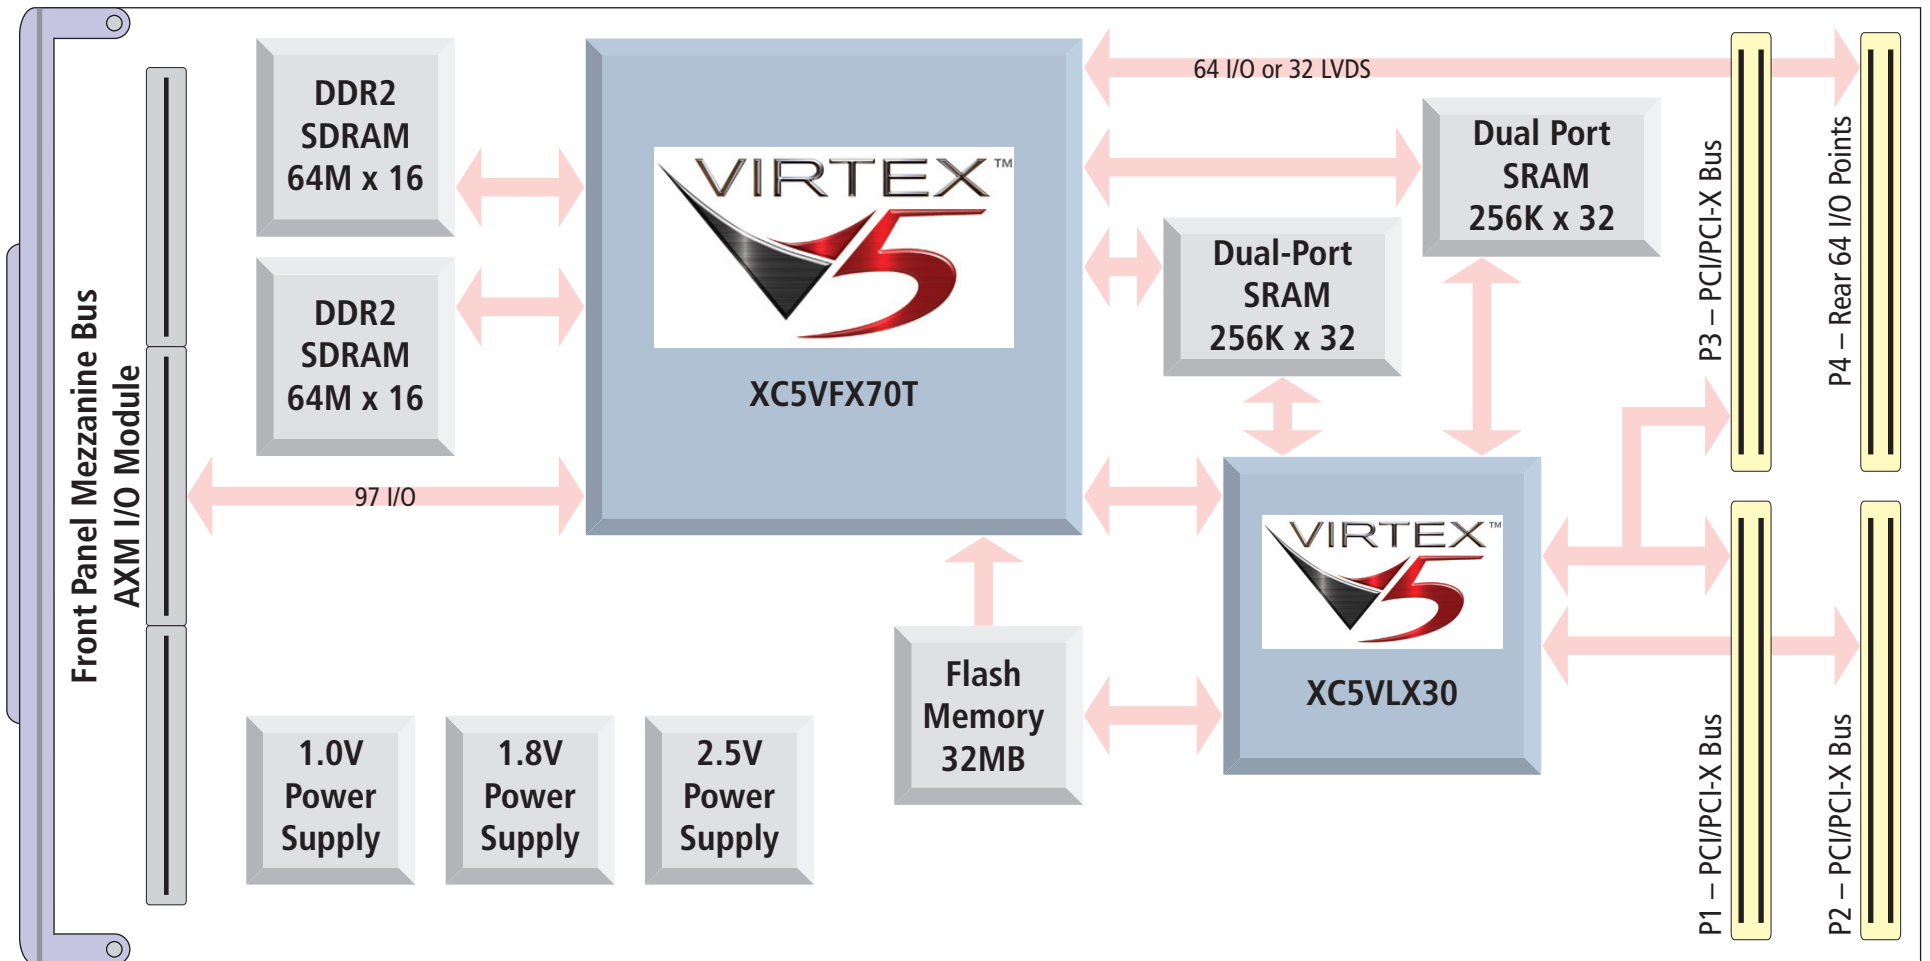 Front Panel Mezzanine Bus
AXM I/O Module
DDR2
SDRAM
64M x 16
DDR2
SDRAM
64M x 16
97 I/O
VIRTEX™
5
XC5VFX70T
64 I/O or 32 LVDS
Dual Port
SRAM
256K x 32
Dual-Port
SRAM
256K x 32
P3 – PCI/PCI-X Bus
P4 – Rear 64 I/O Points
VIRTEX™
5
XC5VLX30
Flash
Memory
32MB
1.0V
Power
Supply
1.8V
Power
Supply
2.5V
Power
Supply
P1 – PCI/PCI-X Bus
P2 – PCI/PCI-X Bus